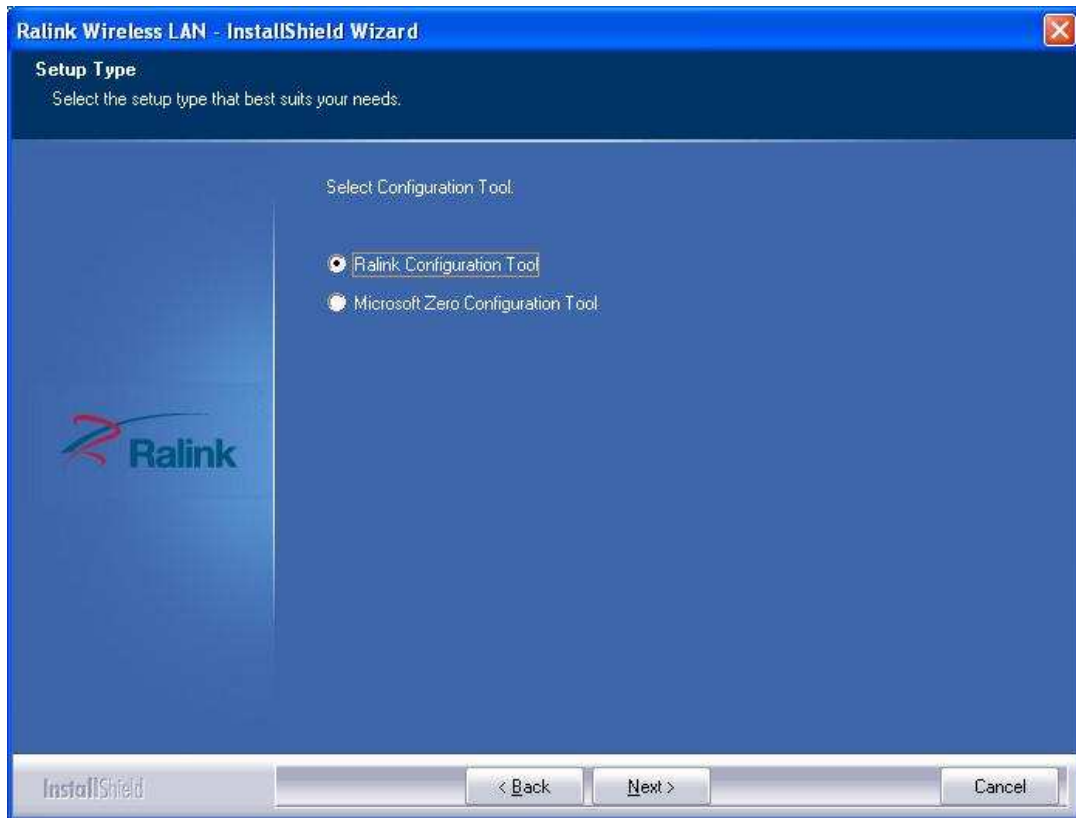 Ralink Wireless LAN - InstallShield Wizard
Setup Type
Select the setup type that best suits your needs.
Select Configuration Tool.
Ralink Configuration Tool
Microsoft Zero Configuration Tool
Ralink
InstallShield
< Back
Next >
Cancel